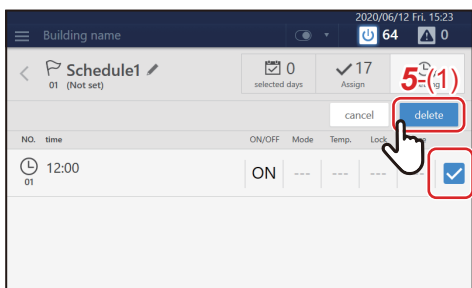 2020/06/12 Fri. 15:23
Building name 64 0
Schedule1 0 17
01 (Not set) selected days Assign
5-(1)
cancel delete
NO. time ON/OFF Mode Temp. Lock
12:00 ON --- --- ---
01